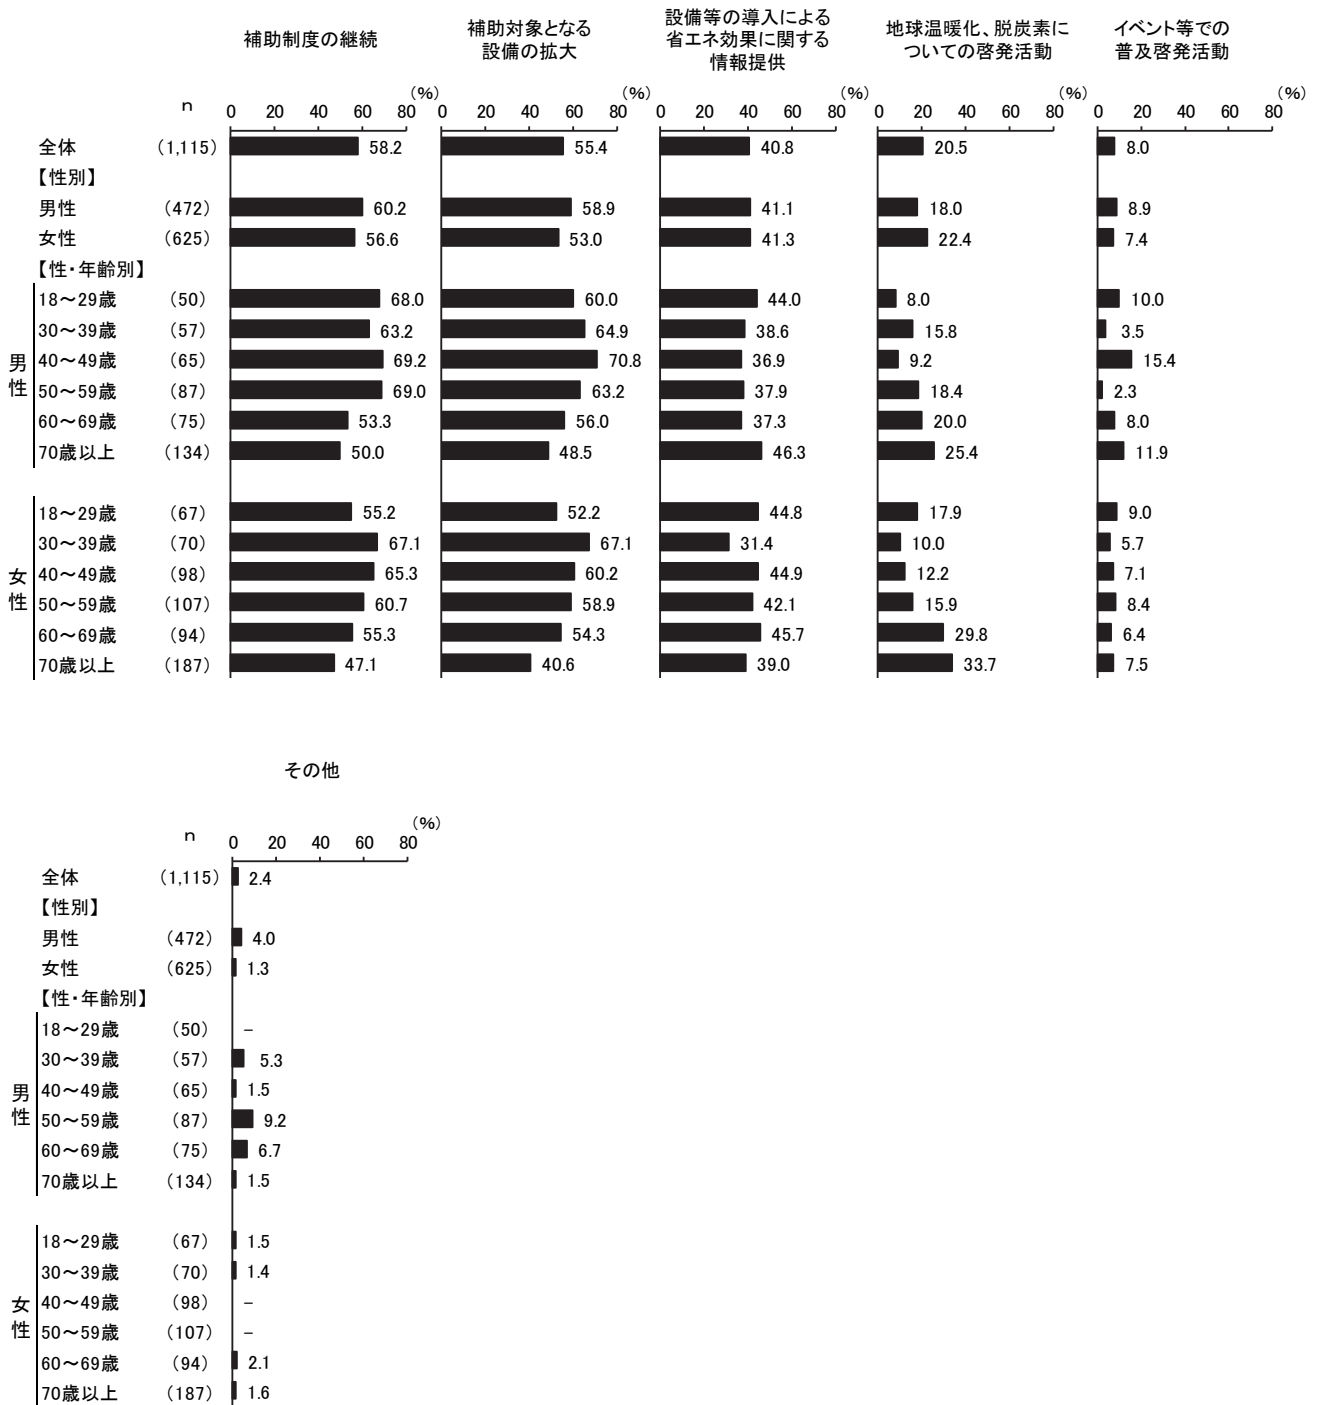 補助制度の継続
補助対象となる
設備の拡大
設備等の導入による
省エネ効果に関する
情報提供
地球温暖化、脱炭素に
ついての啓発活動
イベント等での
普及啓発活動
n 0 20 40 60 80 (%) 0 20 40 60 80 (%) 0 20 40 60 80 (%) 0 20 40 60 80 (%) 0 20 40 60 80 (%)
全体 (1,115) 58.2 55.4 40.8 20.5 8.0
【性別】
男性 (472) 60.2 58.9 41.1 18.0 8.9
女性 (625) 56.6 53.0 41.3 22.4 7.4
【性・年齢別】
男性
18～29歳 (50) 68.0 60.0 44.0 8.0 10.0
30～39歳 (57) 63.2 64.9 38.6 15.8 3.5
40～49歳 (65) 69.2 70.8 36.9 9.2 15.4
50～59歳 (87) 69.0 63.2 37.9 18.4 2.3
60～69歳 (75) 53.3 56.0 37.3 20.0 8.0
70歳以上 (134) 50.0 48.5 46.3 25.4 11.9
女性
18～29歳 (67) 55.2 52.2 44.8 17.9 9.0
30～39歳 (70) 67.1 67.1 31.4 10.0 5.7
40～49歳 (98) 65.3 60.2 44.9 12.2 7.1
50～59歳 (107) 60.7 58.9 42.1 15.9 8.4
60～69歳 (94) 55.3 54.3 45.7 29.8 6.4
70歳以上 (187) 47.1 40.6 39.0 33.7 7.5
その他
n 0 20 40 60 80 (%)
全体 (1,115) 2.4
【性別】
男性 (472) 4.0
女性 (625) 1.3
【性・年齢別】
男性
18～29歳 (50) –
30～39歳 (57) 5.3
40～49歳 (65) 1.5
50～59歳 (87) 9.2
60～69歳 (75) 6.7
70歳以上 (134) 1.5
女性
18～29歳 (67) 1.5
30～39歳 (70) 1.4
40～49歳 (98) –
50～59歳 (107) –
60～69歳 (94) 2.1
70歳以上 (187) 1.6